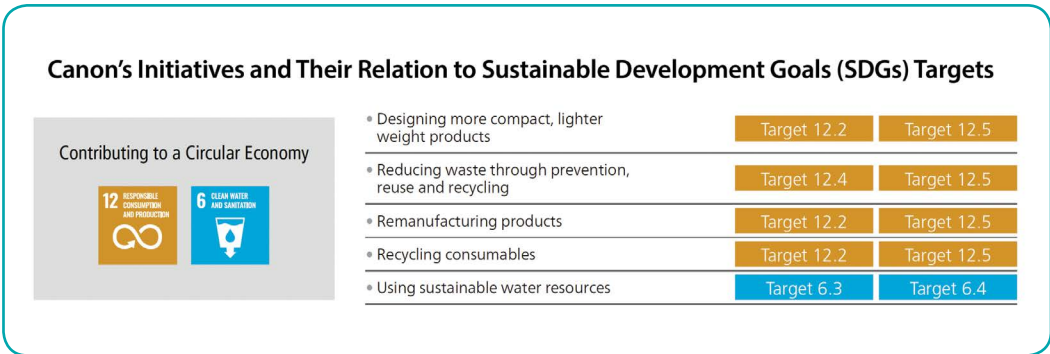 Canon's Initiatives and Their Relation to Sustainable Development Goals (SDGs) Targets
Contributing to a Circular Economy
12 RESPONSIBLE
CONSUMPTION
AND PRODUCTION
6 CLEAN WATER
AND SANITATION
• Designing more compact, lighter
weight products
Target 12.2 Target 12.5
• Reducing waste through prevention,
reuse and recycling
Target 12.4 Target 12.5
• Remanufacturing products Target 12.2 Target 12.5
• Recycling consumables Target 12.2 Target 12.5
• Using sustainable water resources Target 6.3 Target 6.4